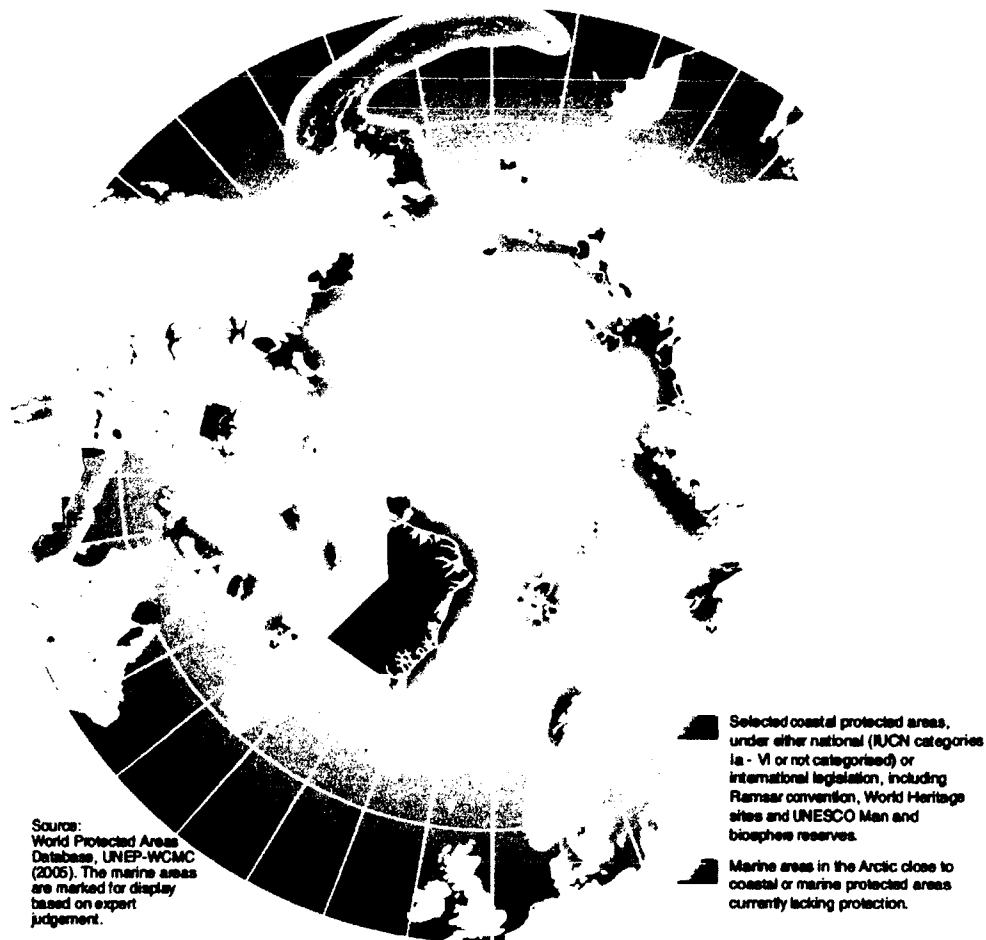 Selected coastal protected areas,
under either national (IUCN categories
Ia - VI or not categorised) or
international legislation, including
Ramsar convention, World Heritage
sites and UNESCO Man and
biosphere reserves.
Marine areas in the Arctic close to
coastal or marine protected areas
currently lacking protection.
Source:
World Protected Areas
Database, UNEP-WCMC
(2005). The marine areas
are marked for display
based on expert
judgement.